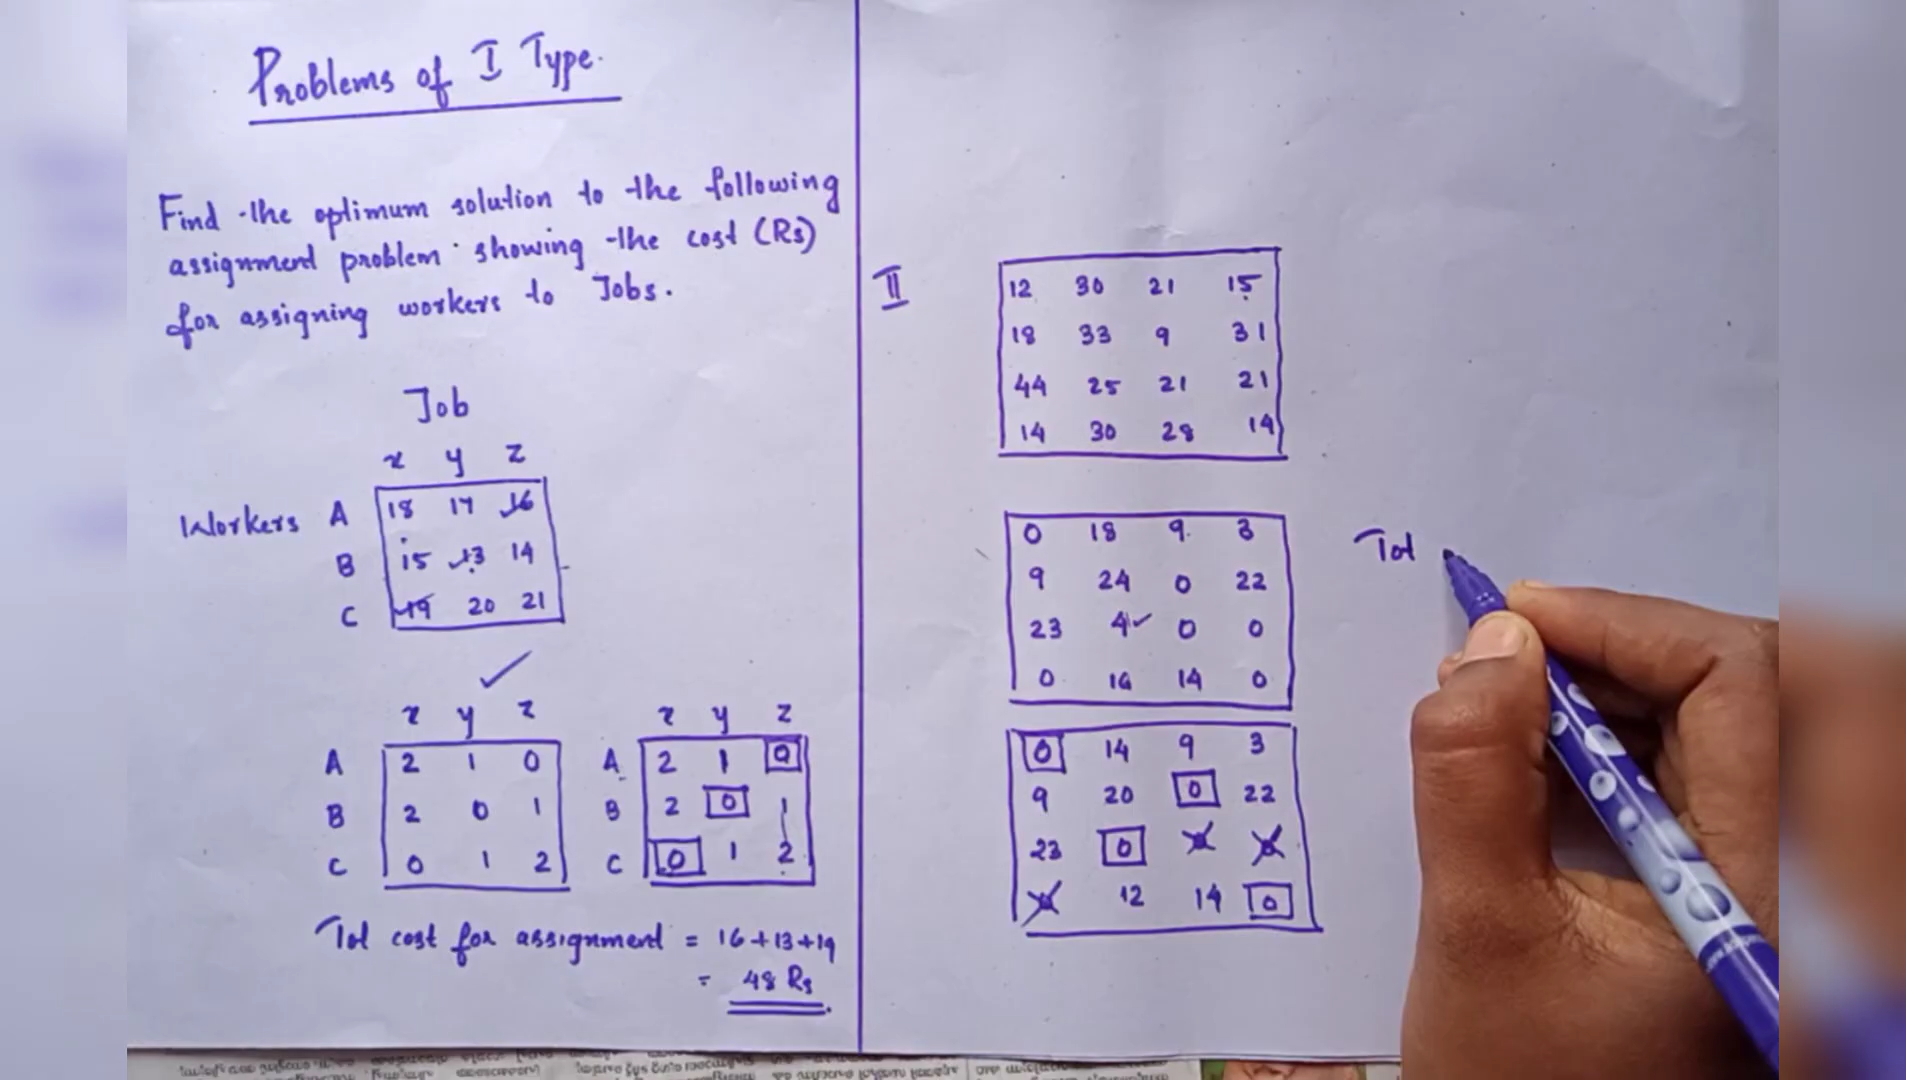 Problems of I Type.
Find the optimum solution to the following
assignment problem showing the cost (Rs)
for assigning workers to Jobs.
Job
x y z
Workers A 18 17 16
B 15 13 14
C 19 20 21
x y z
A 2 1 0
B 2 0 1
C 0 1 2
x y z
A 2 1 0
B 2 0 1
C 0 1 2
Tot cost for assignment = 16+13+19
= 48 Rs
II
12 30 21 15
18 33 9 31
44 25 21 21
14 30 28 14
0 18 9 3
9 24 0 22
23 4 0 0
0 16 14 0
0 14 9 3
9 20 0 22
23 0 0 0
0 12 14 0
Tot